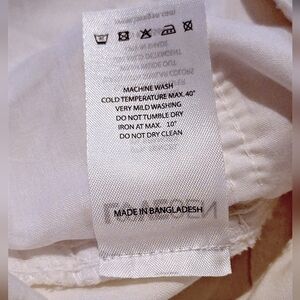 MACHINE WASH
COLD TEMPERATURE MAX. 40°
VERY MILD WASHING
DO NOT TUMBLE DRY
IRON AT MAX. 10°
DO NOT DRY CLEAN
MADE IN BANGLADESH